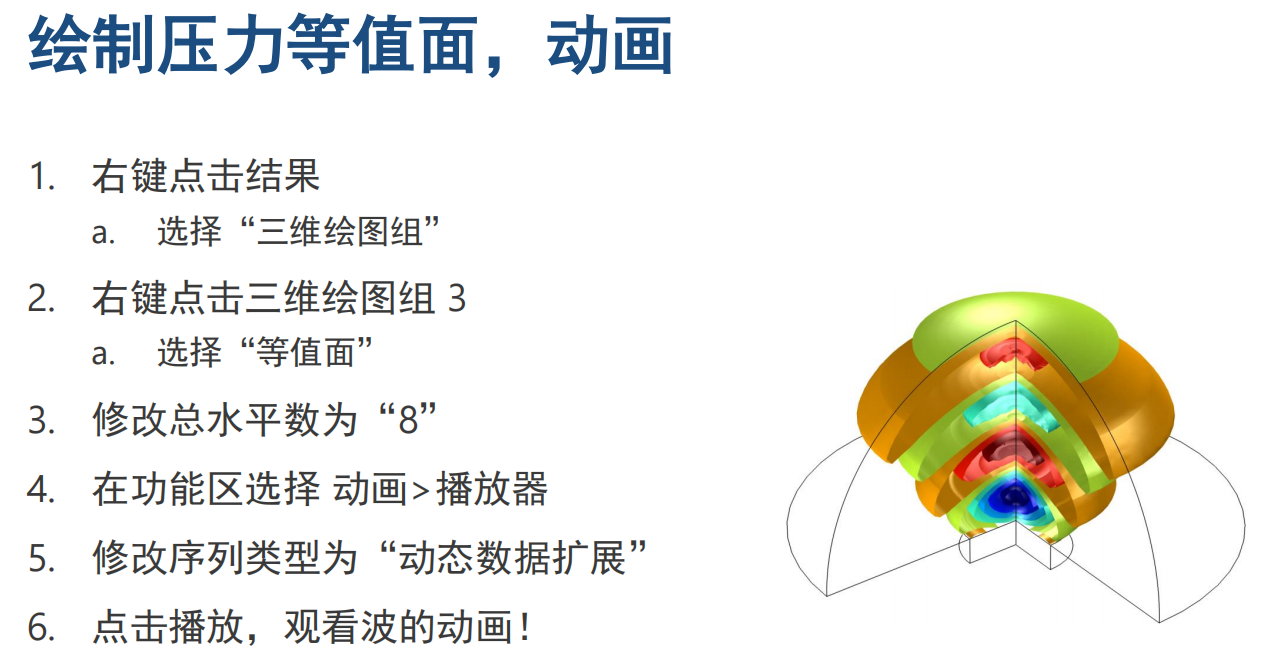 绘制压力等值面，动画
1. 右键点击结果
a. 选择“三维绘图组”
2. 右键点击三维绘图组 3
a. 选择“等值面”
3. 修改总水平数为“8”
4. 在功能区选择 动画>播放器
5. 修改序列类型为“动态数据扩展”
6. 点击播放，观看波的动画！